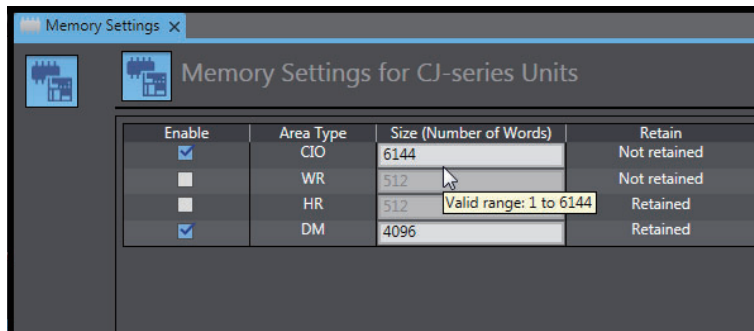 Memory Settings x
Memory Settings for CJ-series Units
Enable Area Type Size (Number of Words) Retain
CIO 6144 Not retained
WR 512 Not retained
HR 512 Retained
Valid range: 1 to 6144
DM 4096 Retained